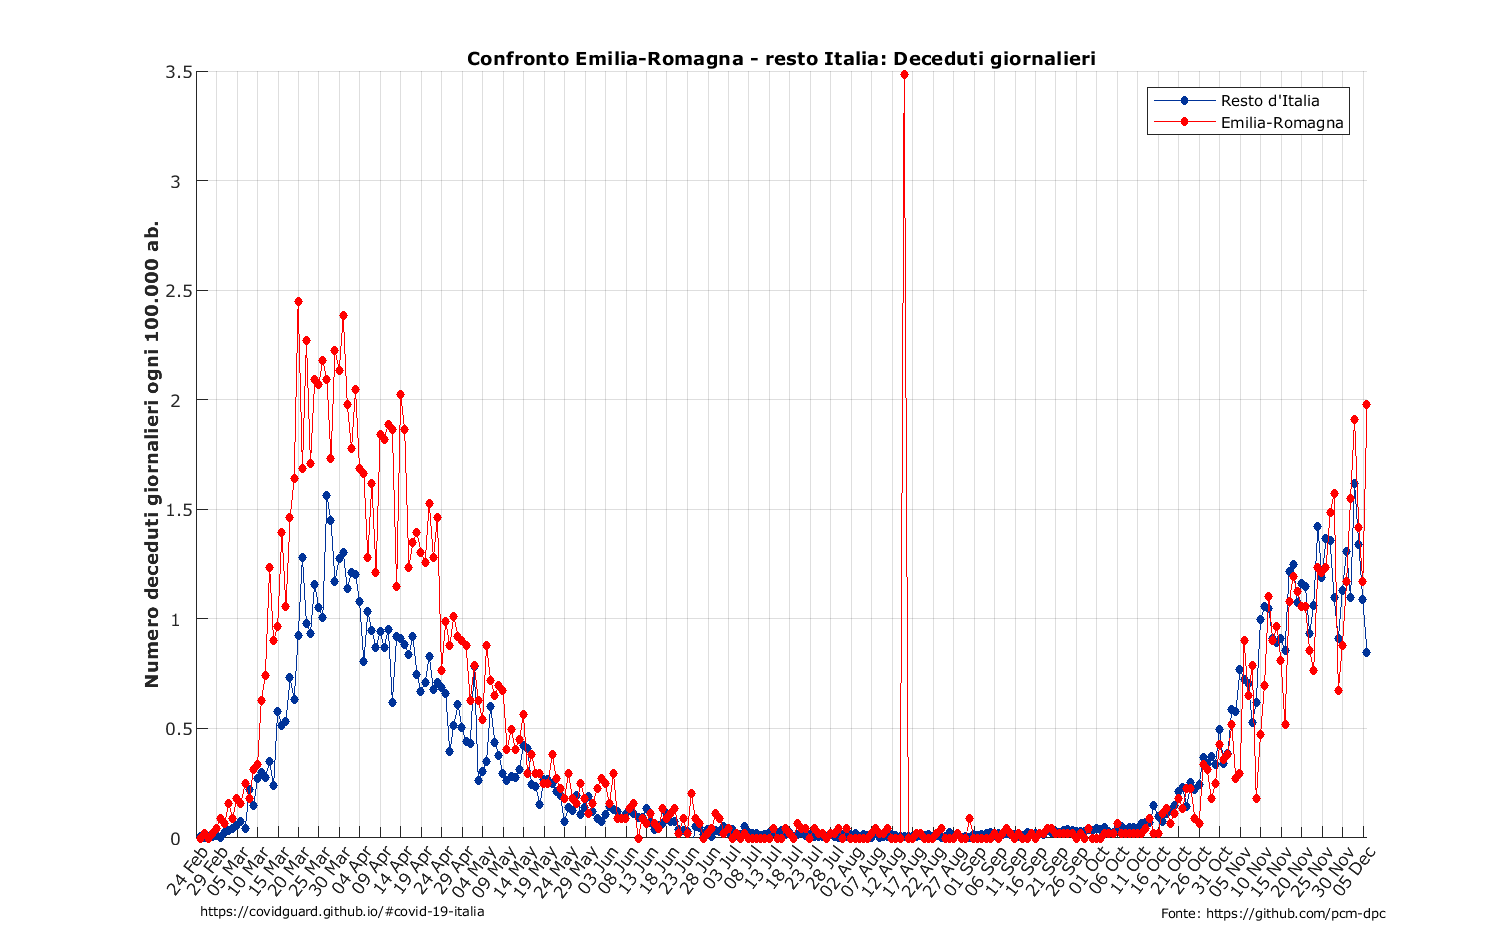 Confronto Emilia-Romagna - resto Italia: Deceduti giornalieri
Resto d'Italia
Emilia-Romagna
Numero deceduti giornalieri ogni 100.000 ab.
3.5
3
2.5
2
1.5
1
0.5
0
24 Feb
29 Feb
05 Mar
10 Mar
15 Mar
20 Mar
25 Mar
30 Mar
04 Apr
09 Apr
14 Apr
19 Apr
24 Apr
29 Apr
04 May
09 May
14 May
19 May
24 May
29 May
03 Jun
08 Jun
13 Jun
18 Jun
23 Jun
28 Jun
03 Jul
08 Jul
13 Jul
18 Jul
23 Jul
28 Jul
02 Aug
07 Aug
12 Aug
17 Aug
22 Aug
27 Aug
01 Sep
06 Sep
11 Sep
16 Sep
21 Sep
26 Sep
01 Oct
06 Oct
11 Oct
16 Oct
21 Oct
26 Oct
31 Oct
05 Nov
10 Nov
15 Nov
20 Nov
25 Nov
30 Nov
05 Dec
https://covidguard.github.io/#covid-19-italia
Fonte: https://github.com/pcm-dpc